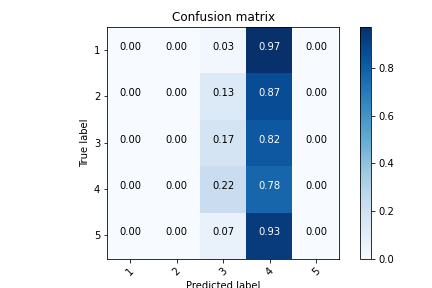 Confusion matrix
1 0.00 0.00 0.03 0.97 0.00
2 0.00 0.00 0.13 0.87 0.00
3 0.00 0.00 0.17 0.82 0.00
4 0.00 0.00 0.22 0.78 0.00
5 0.00 0.00 0.07 0.93 0.00
1 2 3 4 5
True label
Predicted label
0.8
0.6
0.4
0.2
0.0